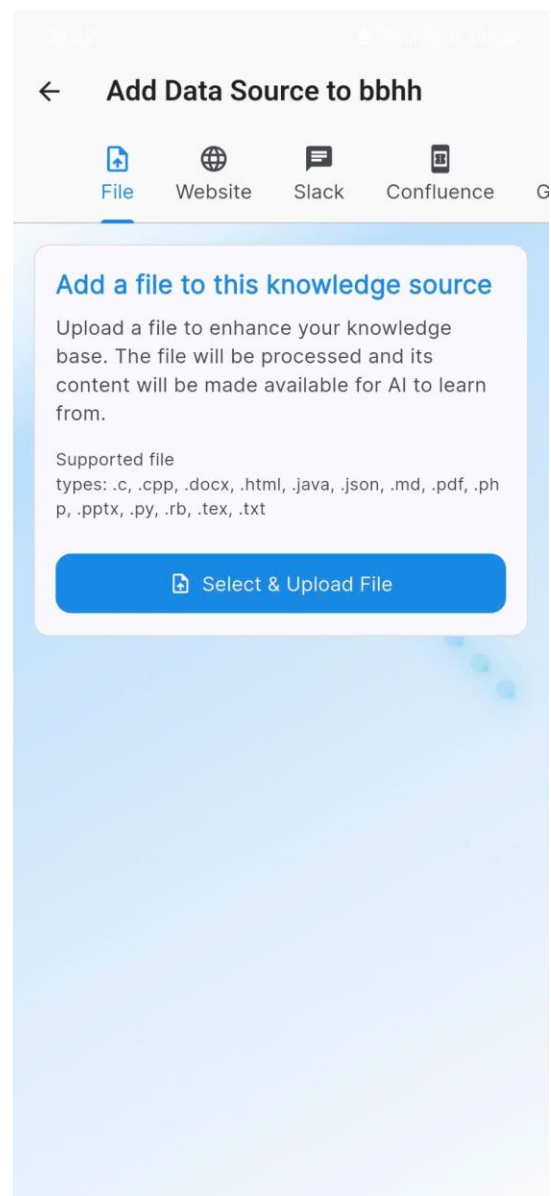 Add Data Source to bbhh
File Website Slack Confluence G
Add a file to this knowledge source
Upload a file to enhance your knowledge
base. The file will be processed and its
content will be made available for AI to learn
from.
Supported file
types: .c, .cpp, .docx, .html, .java, .json, .md, .pdf, .ph
p, .pptx, .py, .rb, .tex, .txt
Select & Upload File